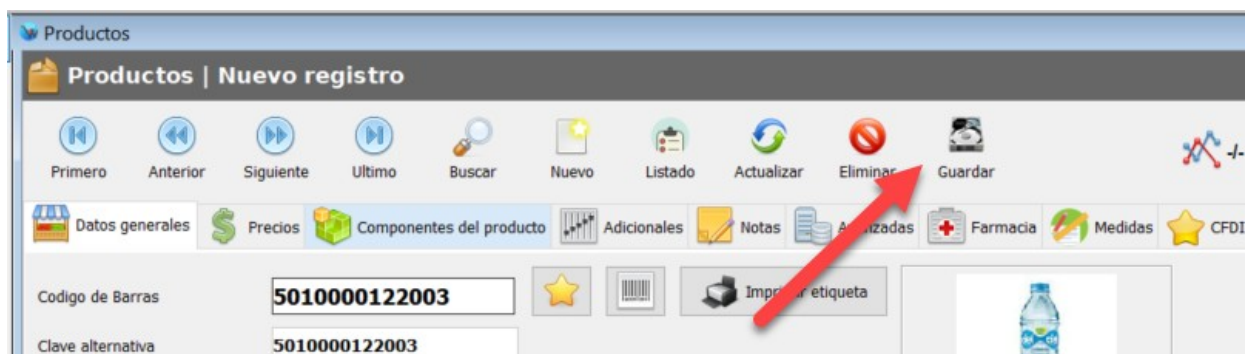 Productos
Productos | Nuevo registro
Primero Anterior Siguiente Ultimo Buscar Nuevo Listado Actualizar Eliminar Guardar -/-
Datos generales Precios Componentes del producto Adicionales Notas Farmacia Medidas CFDI
Codigo de Barras 5010000122003 Imprimir etiqueta
Clave alternativa 5010000122003